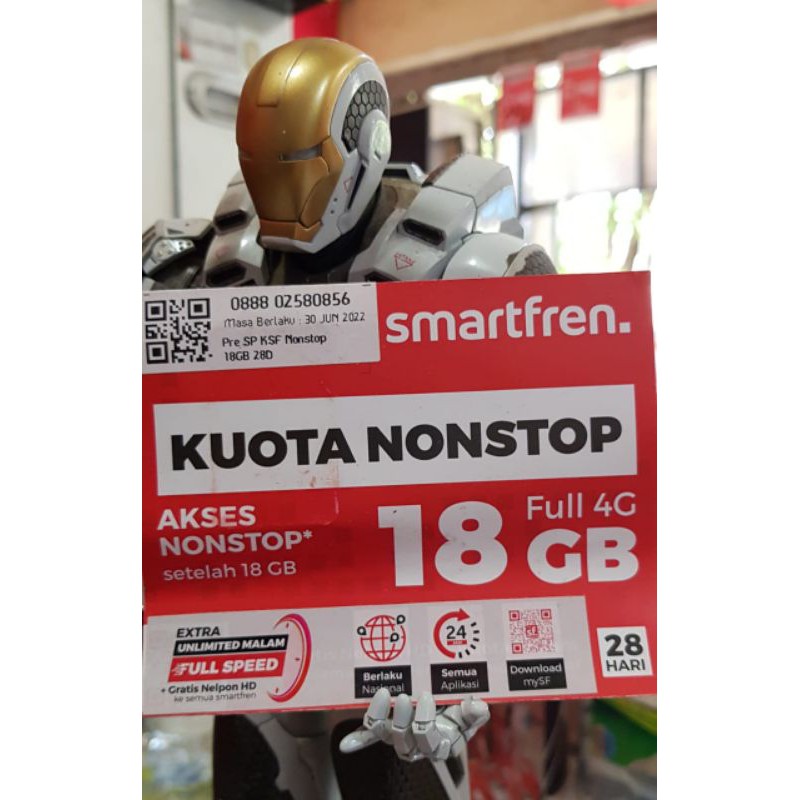 0888 02580856
Masa Berlaku : 30 JUN 2022
Pre SP KSF Nonstop
18GB 28D
smartfren.
KUOTA NONSTOP
AKSES
NONSTOP*
setelah 18 GB
18
Full 4G
GB
EXTRA
UNLIMITED MALAM
FULL SPEED
+ Gratis Nelpon HD
ke semua smartfren
Berlaku
Nasional
24
Semua
Aplikasi
Download
mySF
28
HARI